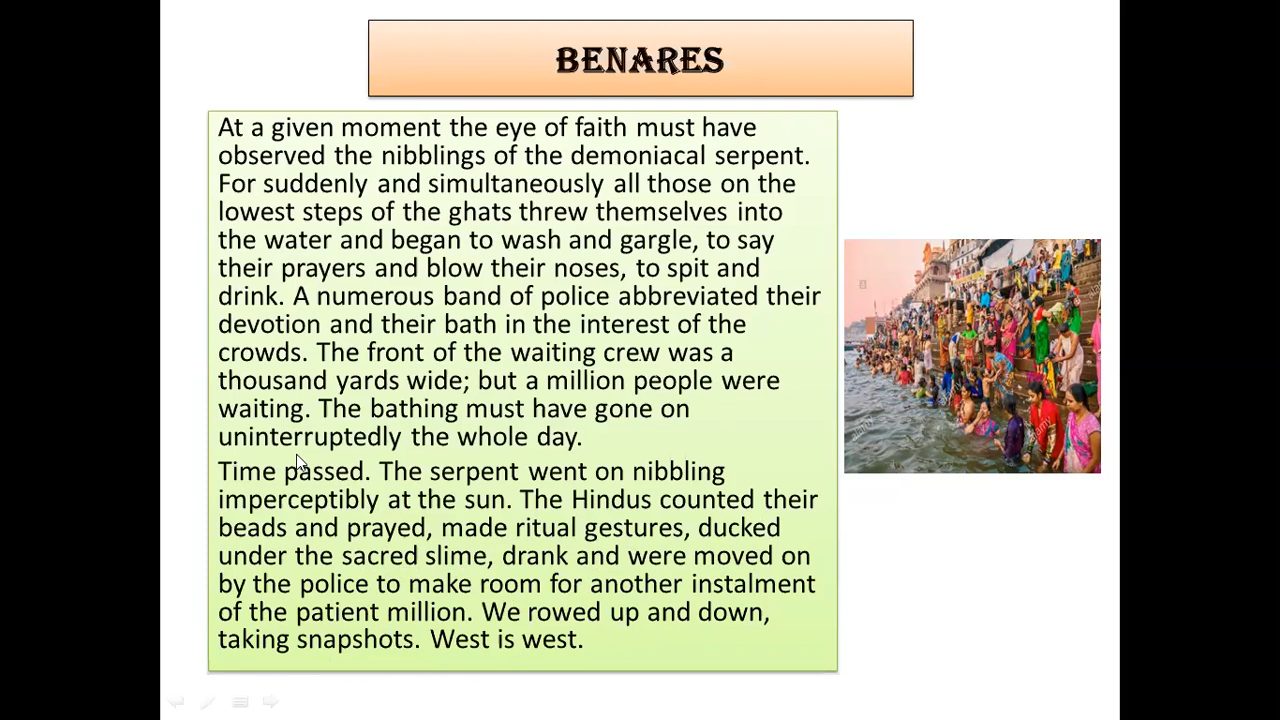 BENARES
At a given moment the eye of faith must have
observed the nibblings of the demoniacal serpent.
For suddenly and simultaneously all those on the
lowest steps of the ghats threw themselves into
the water and began to wash and gargle, to say
their prayers and blow their noses, to spit and
drink. A numerous band of police abbreviated their
devotion and their bath in the interest of the
crowds. The front of the waiting crew was a
thousand yards wide; but a million people were
waiting. The bathing must have gone on
uninterruptedly the whole day.
Time passed. The serpent went on nibbling
imperceptibly at the sun. The Hindus counted their
beads and prayed, made ritual gestures, ducked
under the sacred slime, drank and were moved on
by the police to make room for another instalment
of the patient million. We rowed up and down,
taking snapshots. West is west.